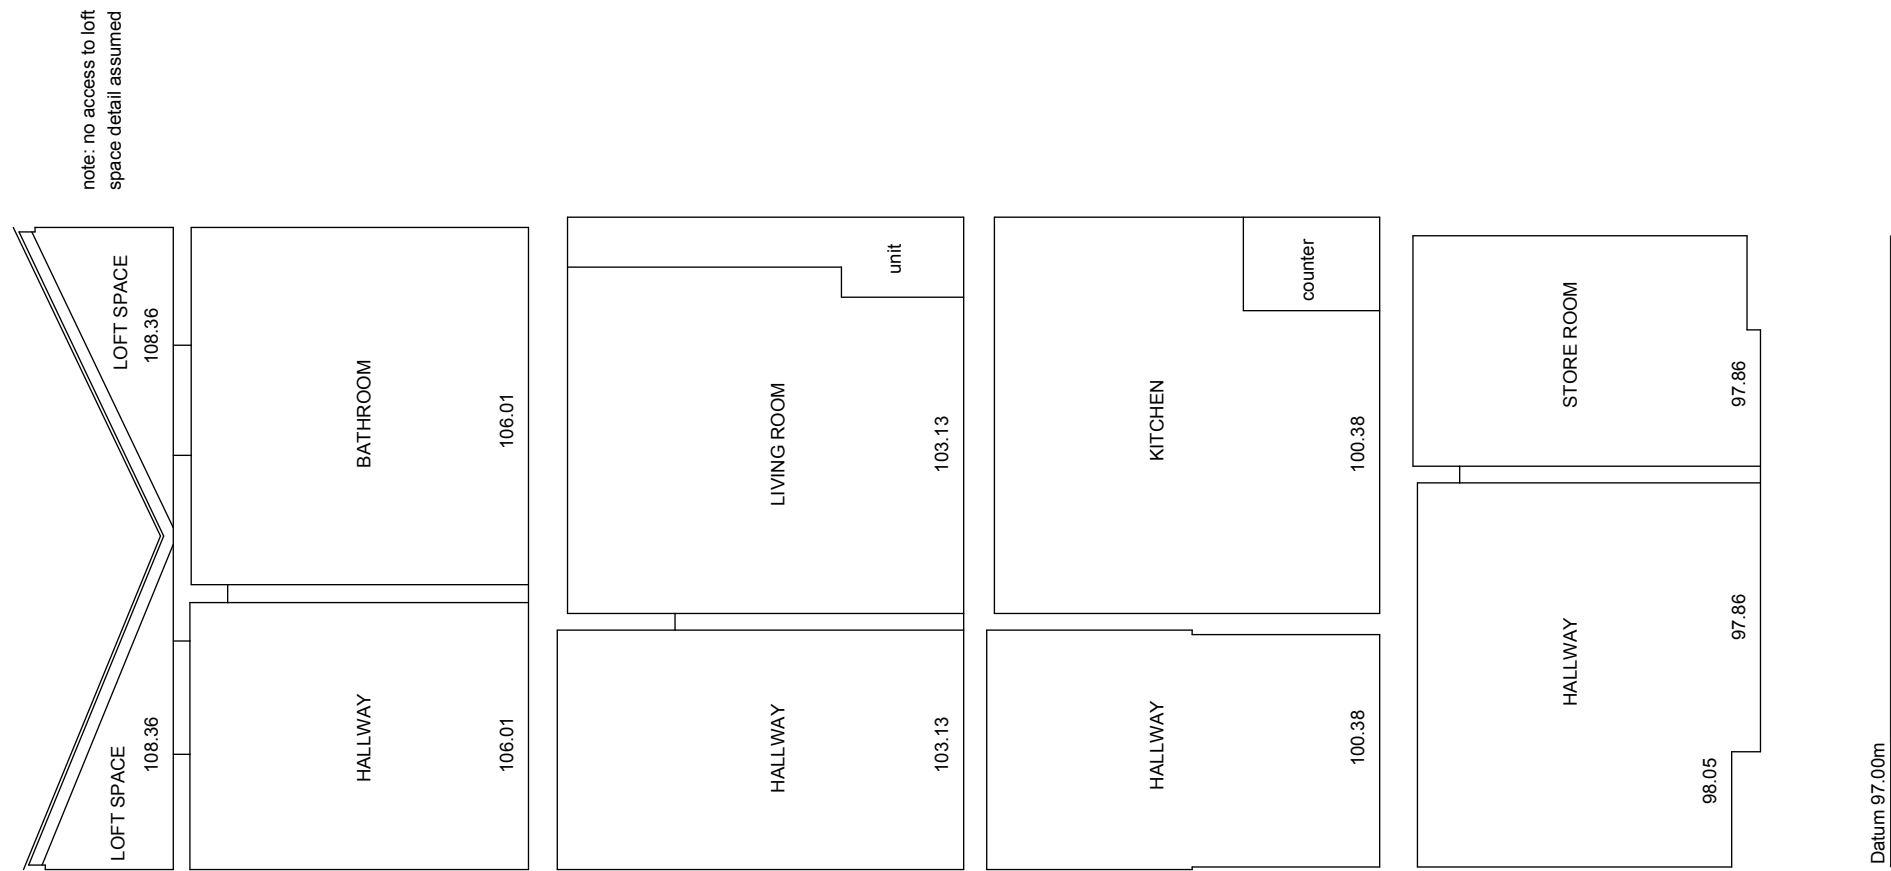 note: no access to loft
space detail assumed
LOFT SPACE
LOFT SPACE
108.36
108.36
HALLWAY
BATHROOM
106.01
106.01
HALLWAY
LIVING ROOM
unit
103.13
103.13
HALLWAY
KITCHEN
counter
100.38
100.38
HALLWAY
STORE ROOM
98.05
97.86
97.86
Datum 97.00m